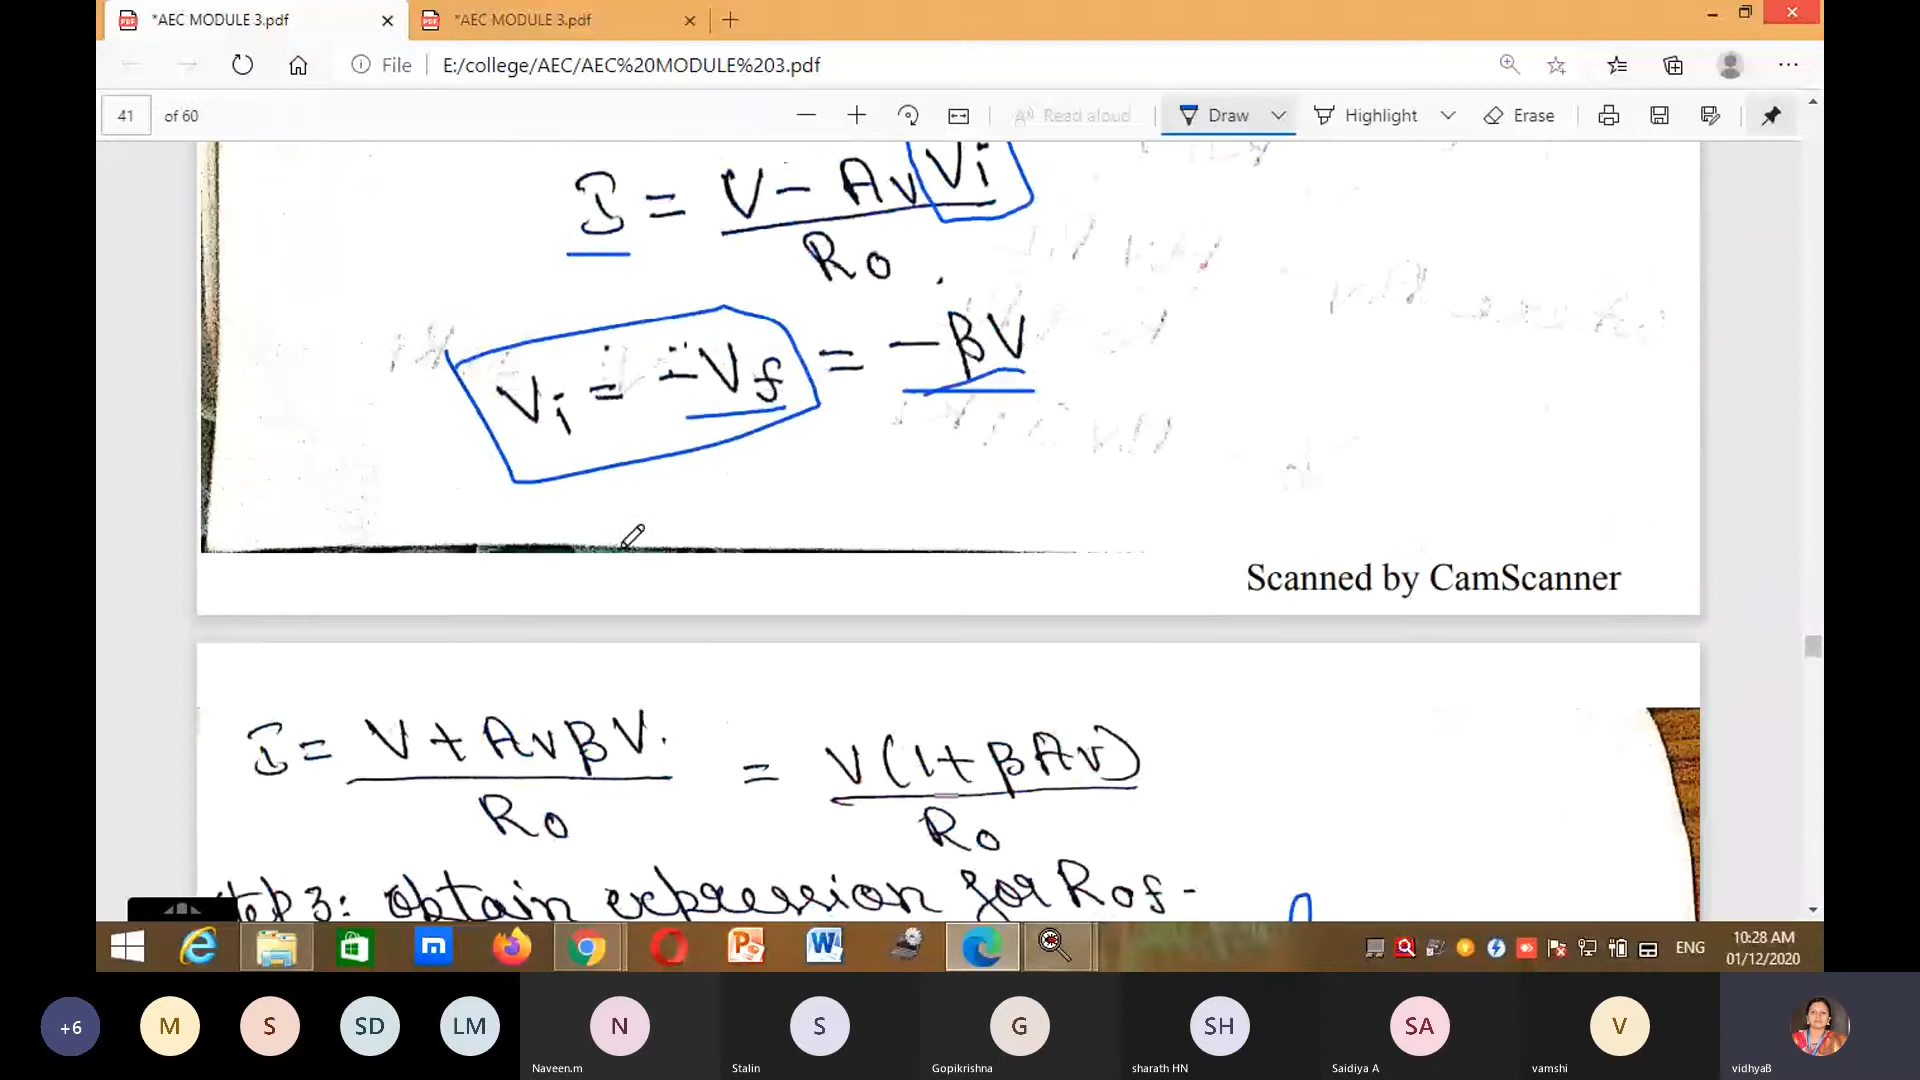 *AEC MODULE 3.pdf
*AEC MODULE 3.pdf
File
E:/college/AEC/AEC%20MODULE%203.pdf
41 of 60
Read aloud
Draw
Highlight
Erase
I = V - Av Vi
Ro.
Vi = -Vf = -βV
Scanned by CamScanner
I = V + AvβV. = V(1+βAv)
Ro Ro
step 3: obtain expression for Rof -
ENG
10:28 AM
01/12/2020
+6
M
S
SD
LM
N
S
G
SH
SA
V
Naveen.m
Stalin
Gopikrishna
sharath HN
Saidiya A
vamshi
vidhyaB